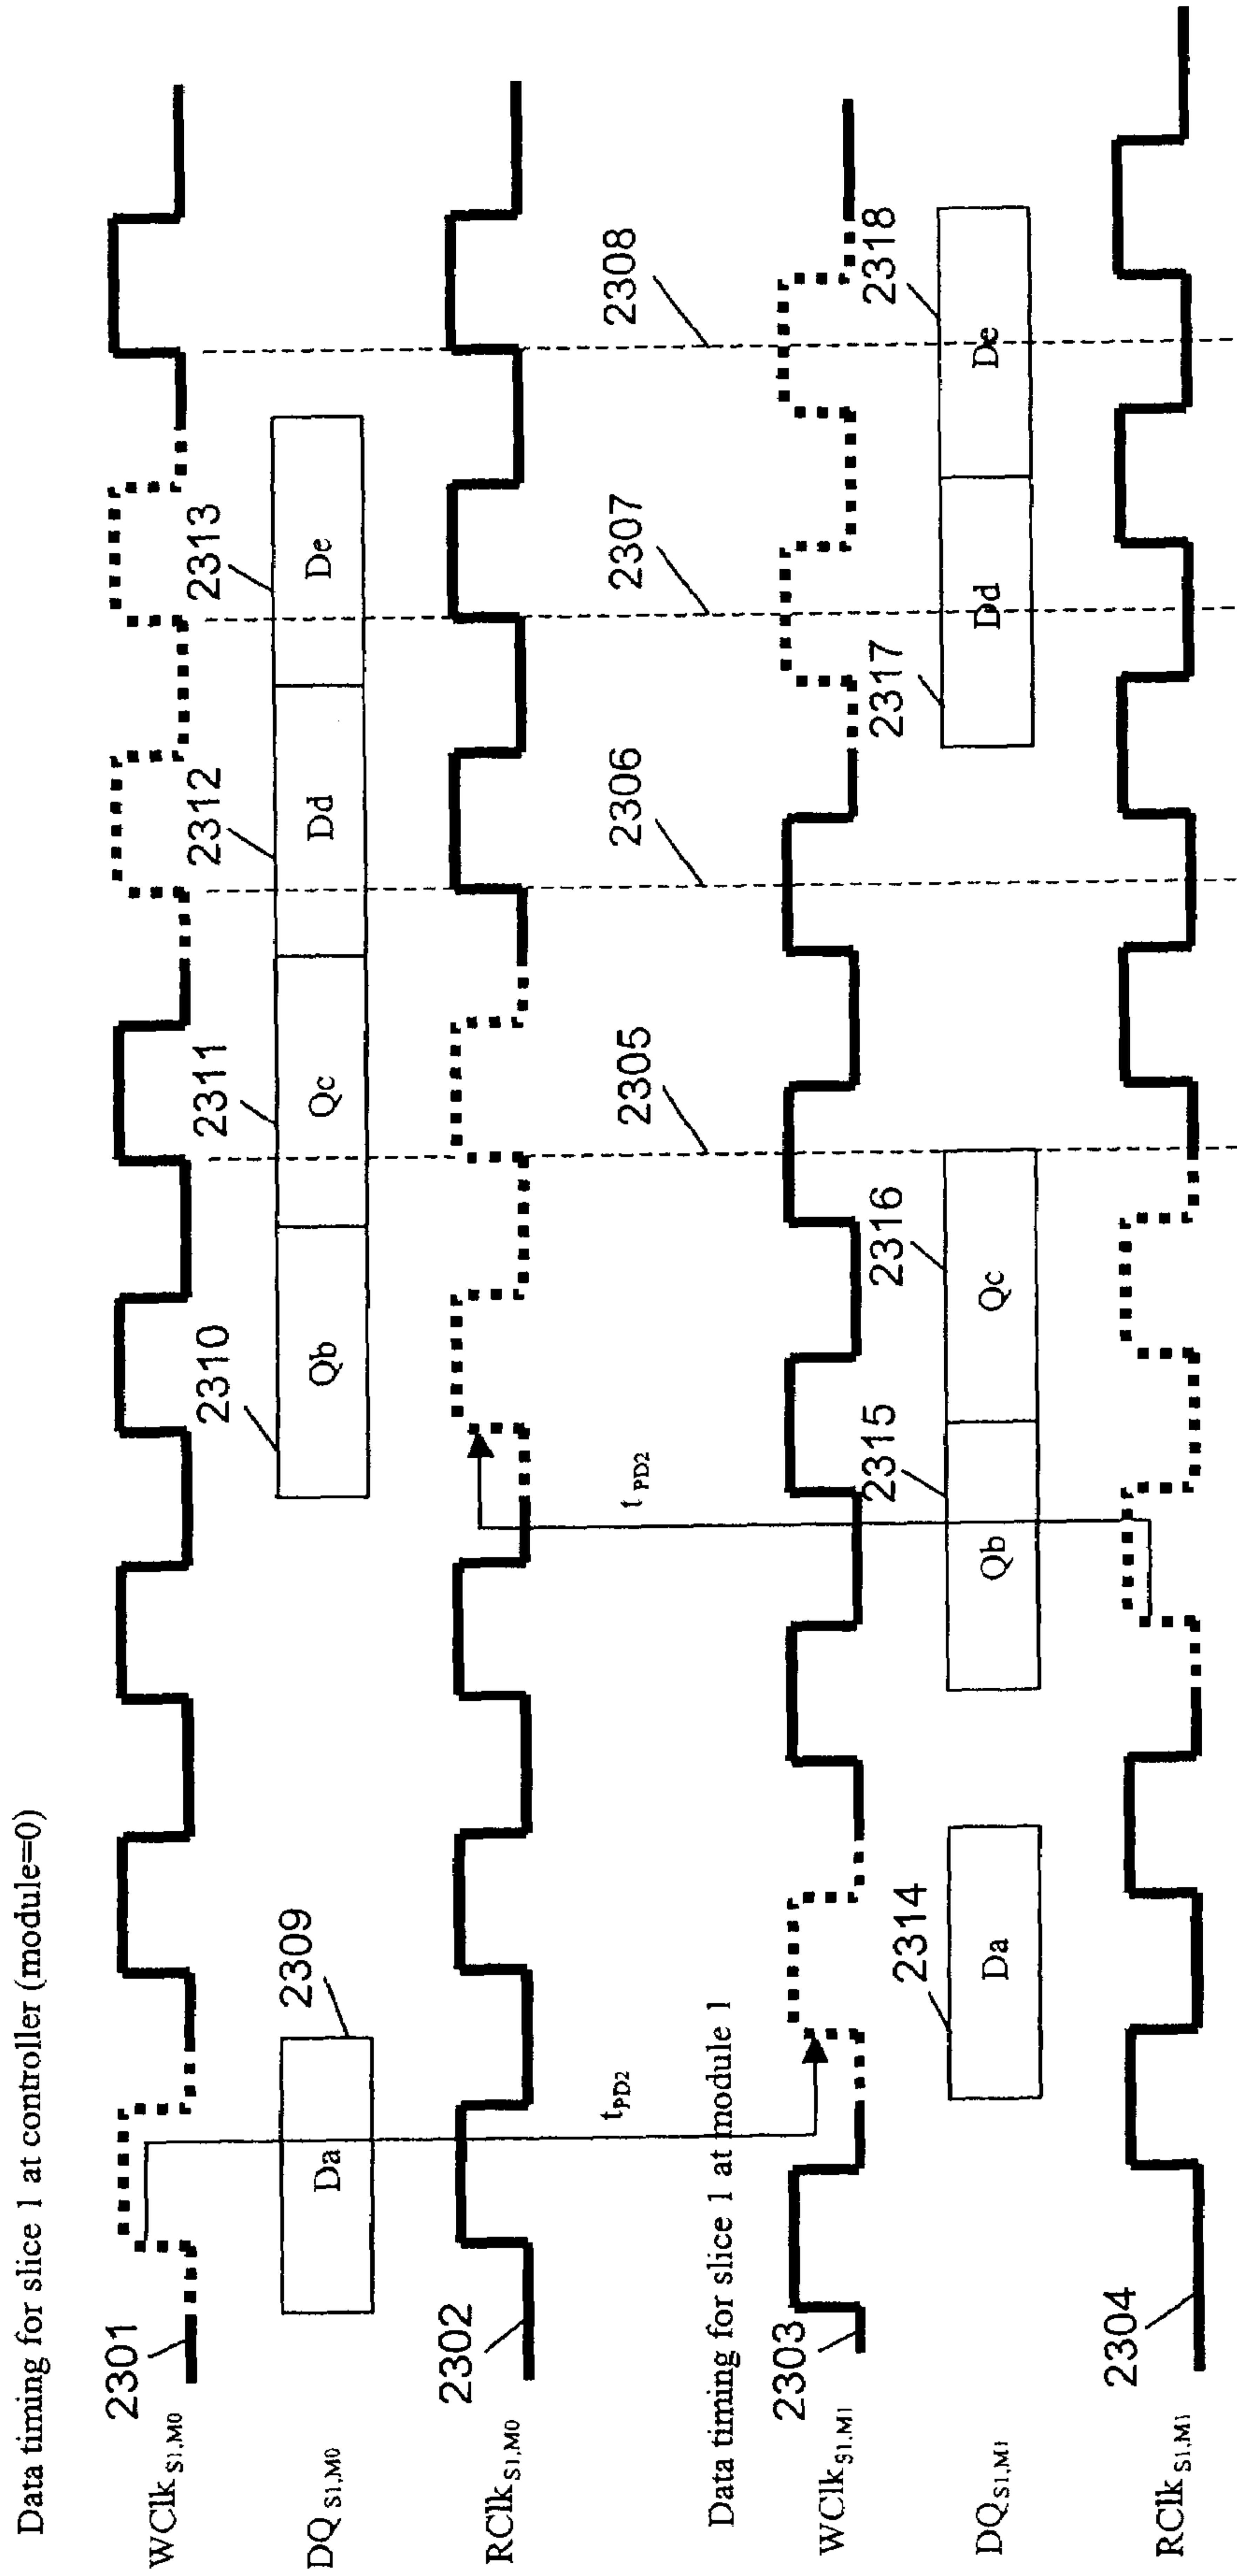 Data timing for slice 1 at controller (module=0)
WClk S1,M0
2301
DQ S1,M0
Da
2309
2310
Qb
2311
Qc
2312
Dd
2313
De
RClk S1,M0
2302
tPD2
tPD2
2305
2306
2307
2308
Data timing for slice 1 at module 1
WClk S1,M1
2303
DQ S1,M1
2314
Da
2315
Qb
2316
Qc
2317
Dd
2318
De
RClk S1,M1
2304